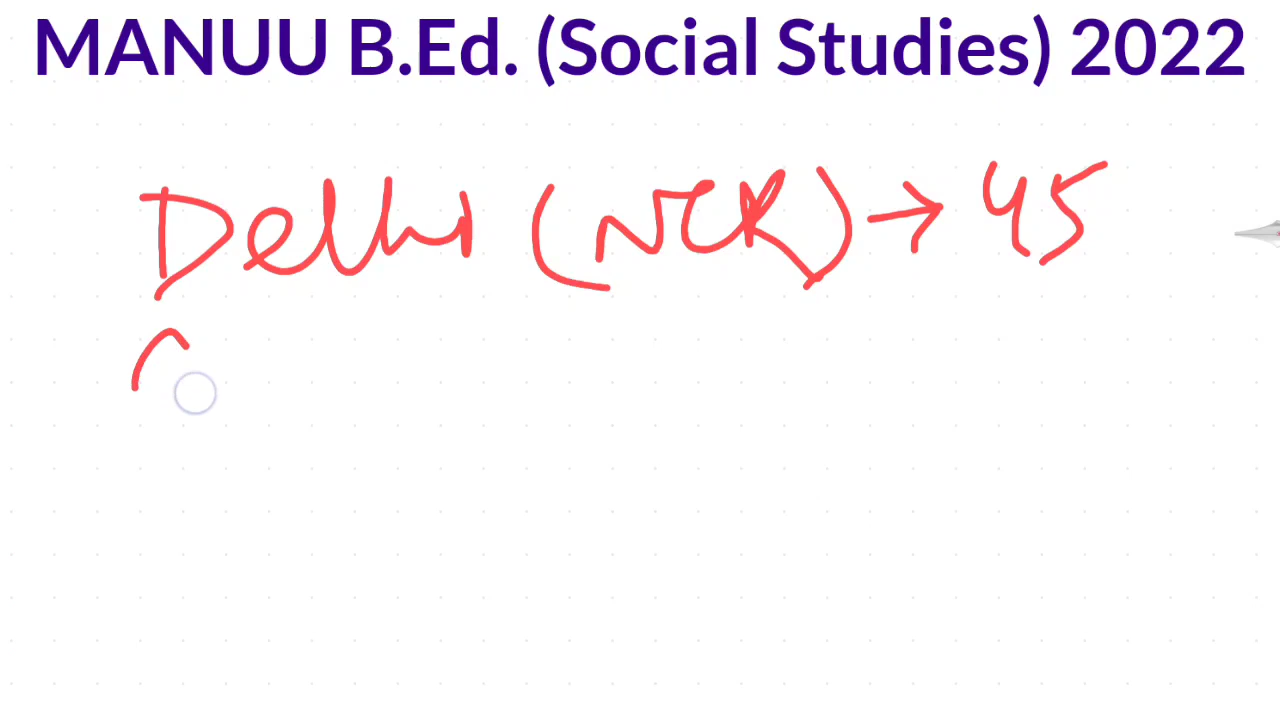 MANUU B.Ed. (Social Studies) 2022
Delhi (NCR) → 45